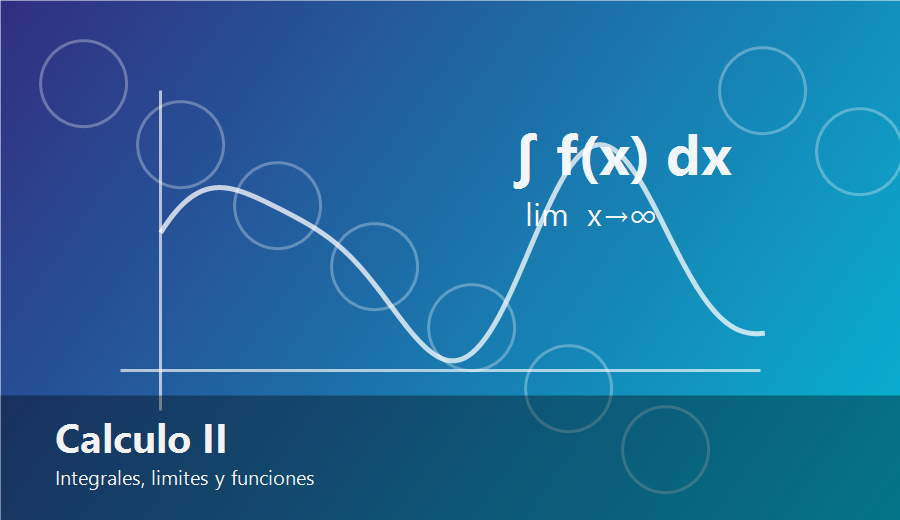 ∫ f(x) dx
lim x→∞
Calculo II
Integrales, limites y funciones